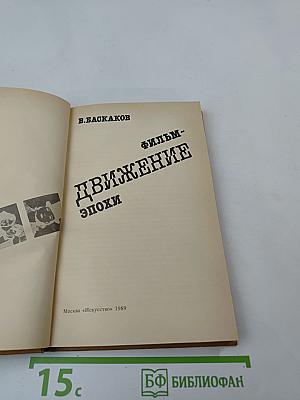 В.БАСКАКОВ
ФИЛЬМ-
ДВИЖЕНИЕ
ЭПОХИ
Москва «Искусство» 1989
15с
БФ БИБЛИОФАН